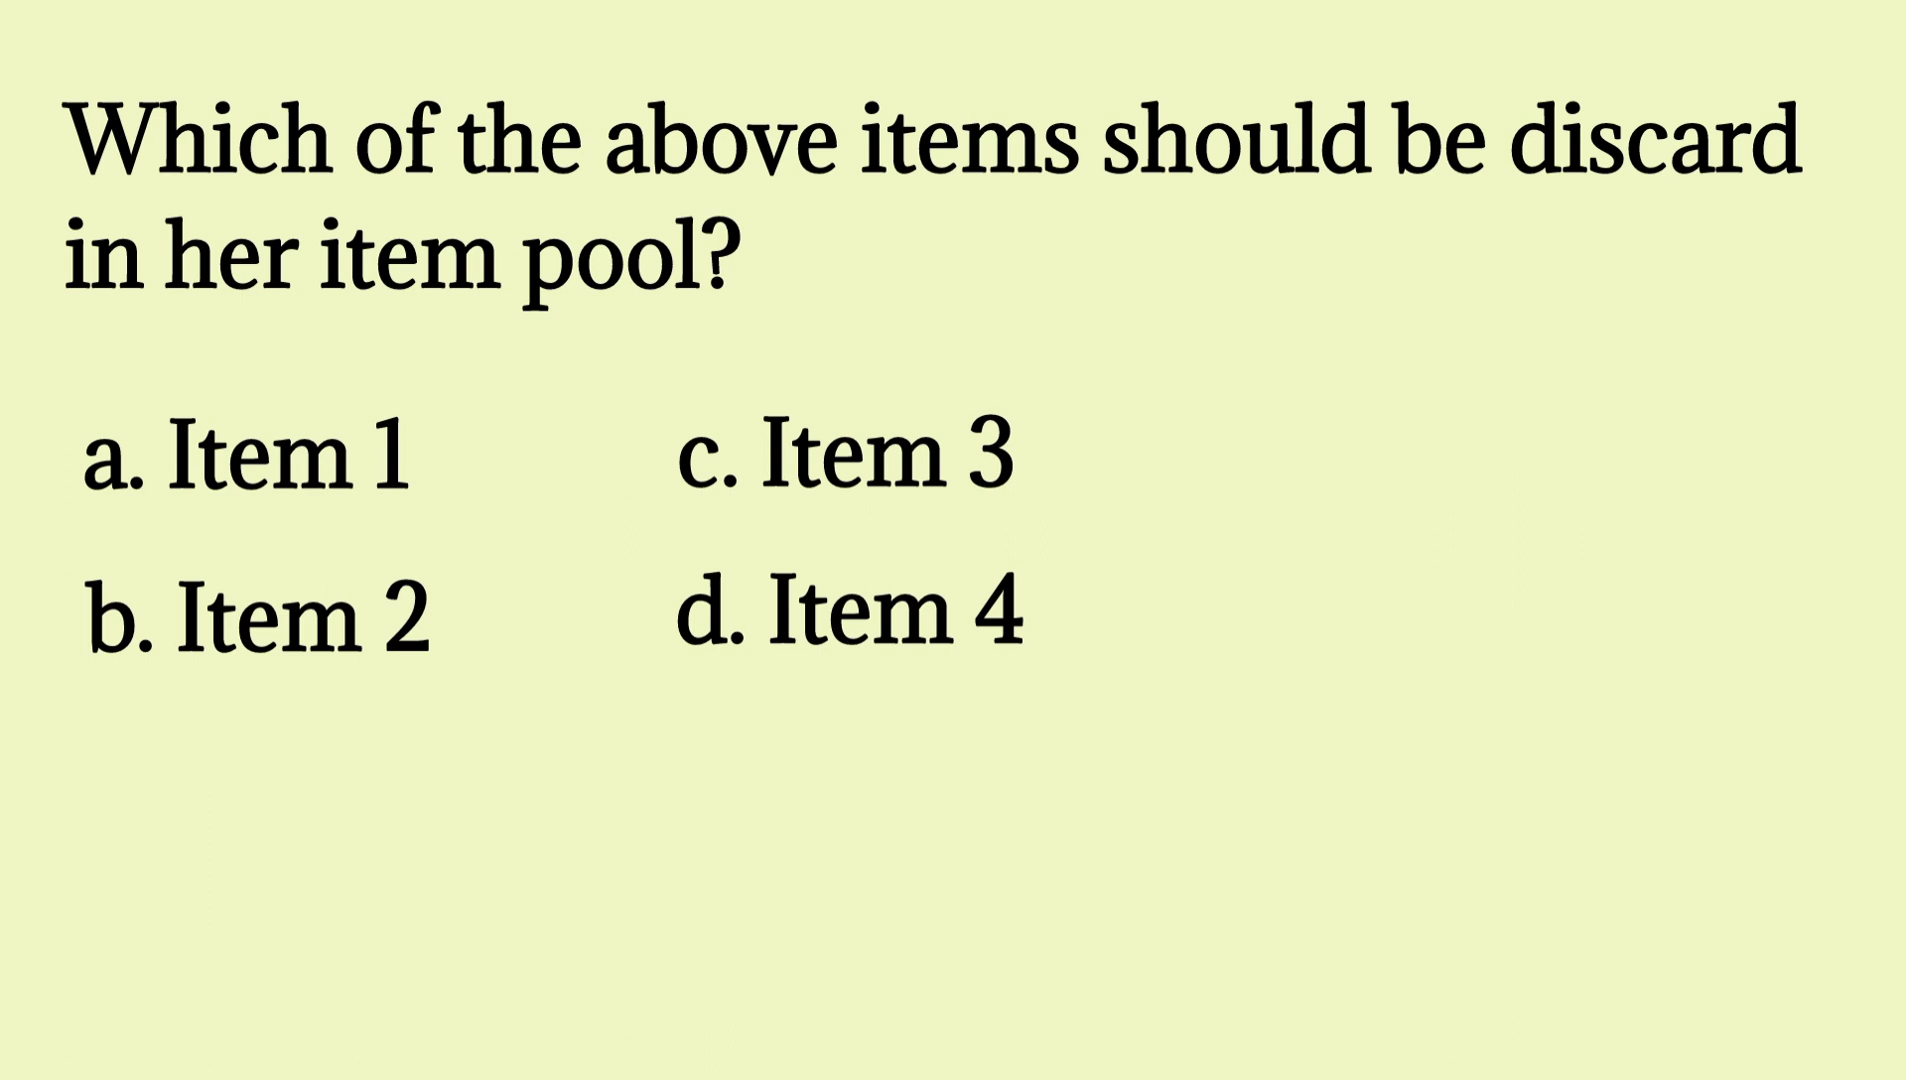 Which of the above items should be discard
in her item pool?
a. Item 1
b. Item 2
c. Item 3
d. Item 4